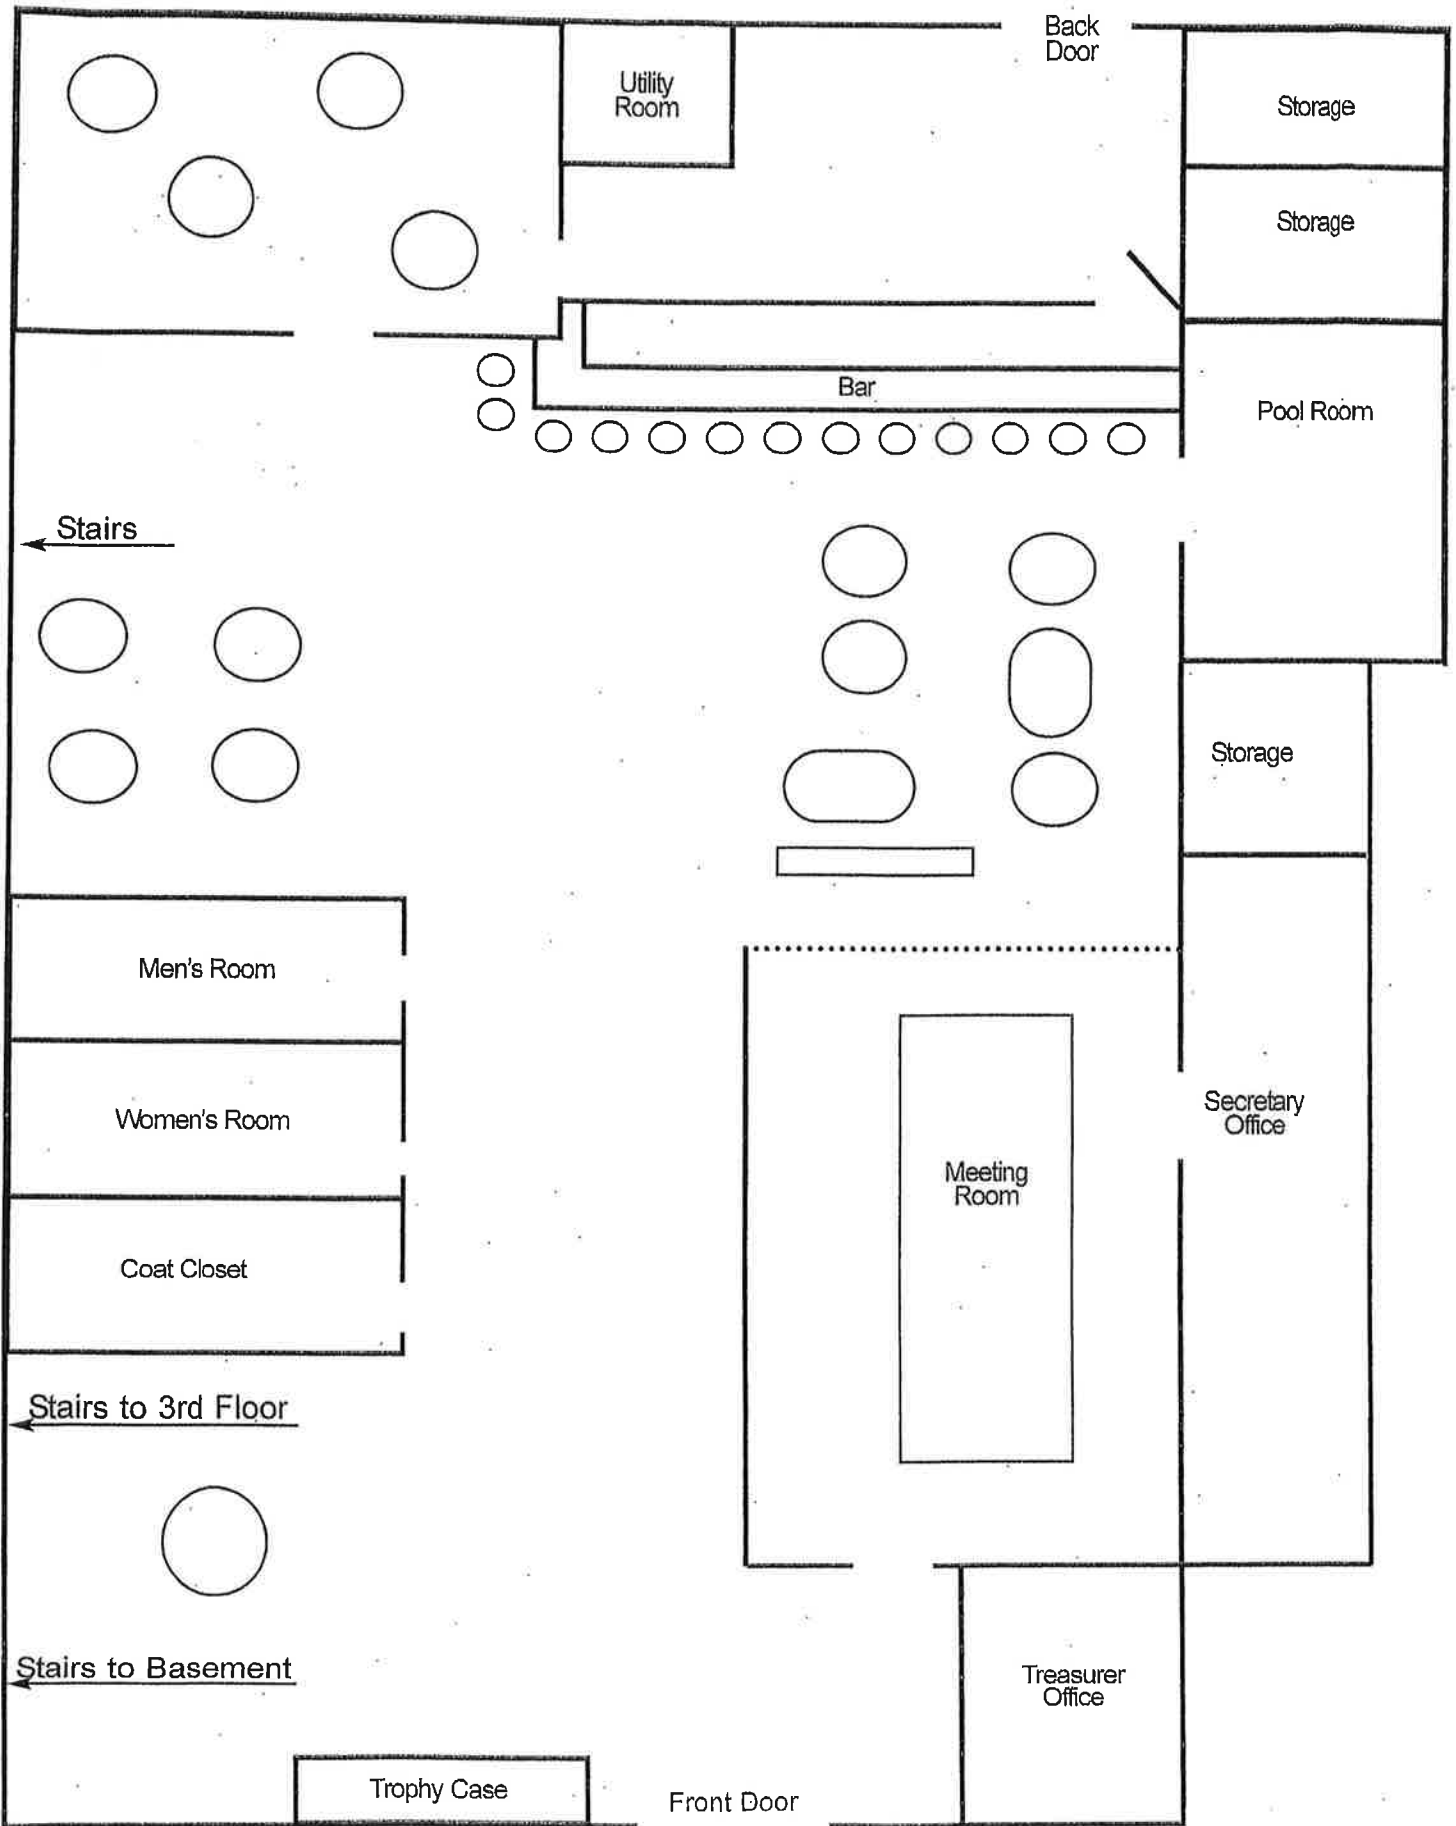 Back
Door
Utility
Room
Storage
Storage
Bar
Pool Room
Stairs
Storage
Men's Room
Women's Room
Secretary
Office
Meeting
Room
Coat Closet
Stairs to 3rd Floor
Stairs to Basement
Treasurer
Office
Trophy Case
Front Door